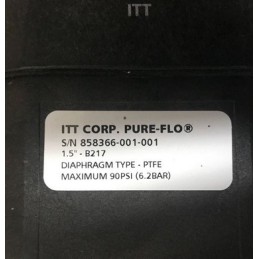 ITT
ITT CORP. PURE-FLO®
S/N 858366-001-001
1.5" - B217
DIAPHRAGM TYPE - PTFE
MAXIMUM 90PSI (6.2BAR)